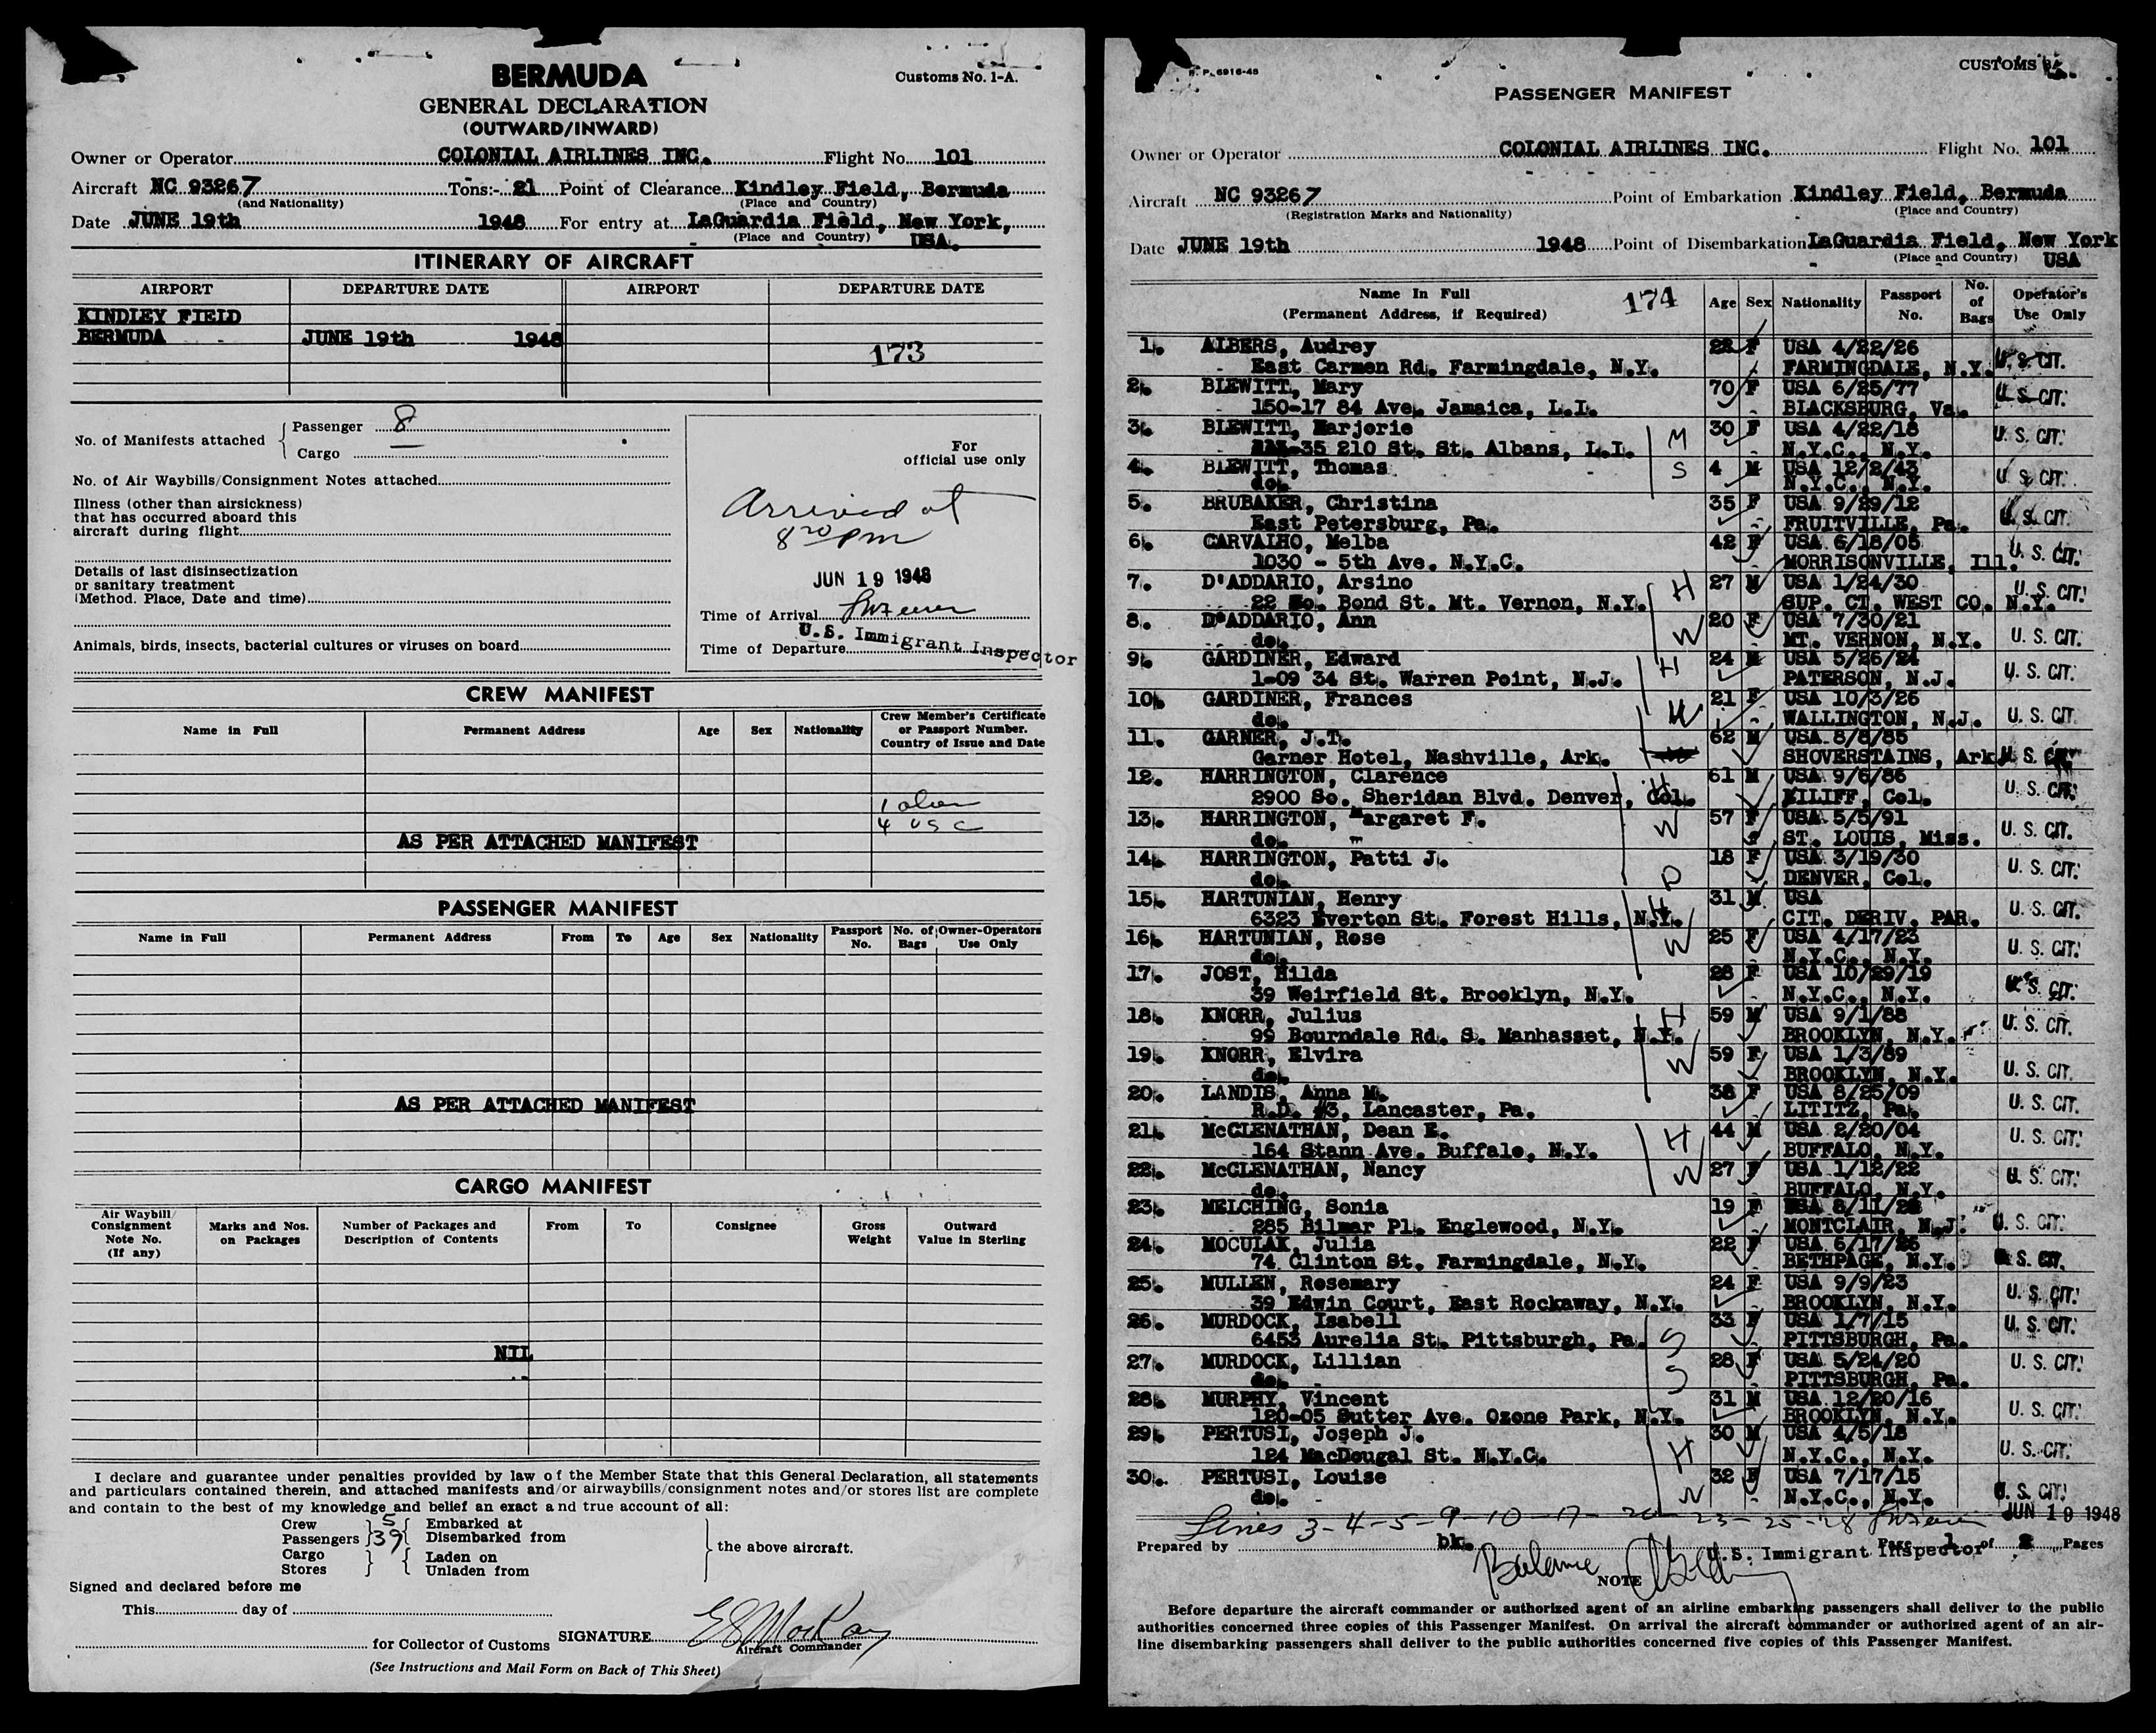 BERMUDA
Customs No. 1-A.
GENERAL DECLARATION
(OUTWARD/INWARD)
Owner or Operator COLONIAL AIRLINES INC. Flight No. 101
Aircraft NC 93267 Tons:- 21 Point of Clearance Kindley Field, Bermuda
(and Nationality) (Place and Country)
Date JUNE 19th 1948 For entry at LaGuardia Field, New York,
(Place and Country) USA.
ITINERARY OF AIRCRAFT
AIRPORT DEPARTURE DATE AIRPORT DEPARTURE DATE
KINDLEY FIELD
BERMUDA JUNE 19th 1948
173
No. of Manifests attached { Passenger 8
Cargo
No. of Air Waybills/Consignment Notes attached
Illness (other than airsickness)
that has occurred aboard this
aircraft during flight
Details of last disinsectization
or sanitary treatment
(Method. Place, Date and time)
Animals, birds, insects, bacterial cultures or viruses on board
For
official use only
Arrived at
8 20 pm
JUN 19 1948
Time of Arrival
U.S. Immigrant Inspector
Time of Departure
CREW MANIFEST
Name in Full Permanent Address Age Sex Nationality Crew Member's Certificate
or Passport Number.
Country of Issue and Date
1 alien
4 USC
AS PER ATTACHED MANIFEST
PASSENGER MANIFEST
Name in Full Permanent Address From To Age Sex Nationality Passport No. No. of Bags Owner-Operators Use Only
AS PER ATTACHED MANIFEST
CARGO MANIFEST
Air Waybill/ Consignment Note No. (If any) Marks and Nos. on Packages Number of Packages and Description of Contents From To Consignee Gross Weight Outward Value in Sterling
NIL
I declare and guarantee under penalties provided by law of the Member State that this General Declaration, all statements
and particulars contained therein, and attached manifests and/or airwaybills/consignment notes and/or stores list are complete
and contain to the best of my knowledge and belief an exact and true account of all:
Crew 5 Embarked at
Passengers 39 Disembarked from
Cargo Laden on
Stores Unladen from
the above aircraft.
Signed and declared before me
This day of
for Collector of Customs SIGNATURE E S MacKay
Aircraft Commander
(See Instructions and Mail Form on Back of This Sheet)
P. 6916-48
CUSTOMS
PASSENGER MANIFEST
Owner or Operator COLONIAL AIRLINES INC. Flight No. 101
Aircraft NC 93267 Point of Embarkation Kindley Field, Bermuda
(Registration Marks and Nationality) (Place and Country)
Date JUNE 19th 1948 Point of Disembarkation LaGuardia Field, New York
(Place and Country) USA
Name In Full
(Permanent Address, if Required) 174 Age Sex Nationality Passport No. No. of Bags Operator's Use Only
1. ALBERS, Audrey 22 F USA 4/22/26
East Carmen Rd. Farmingdale, N.Y. FARMINGDALE, N.Y. U. S. CIT.
2. BLEWITT, Mary 70 F USA 6/25/77
150-17 84 Ave. Jamaica, L.I. BLACKSBURG, Va. U. S. CIT.
3. BLEWITT, Marjorie 30 F USA 4/22/18
35 210 St. St. Albans, L.I. M N.Y.C., N.Y. U. S. CIT.
4. BLEWITT, Thomas 4 M USA 12/2/43
do. S N.Y.C., N.Y. U. S. CIT.
5. BRUBAKER, Christina 35 F USA 9/29/12
East Petersburg, Pa. FRUITVILLE, Pa. U. S. CIT.
6. CARVALHO, Melba 42 F USA 6/18/05
1030 - 5th Ave. N.Y.C. MORRISONVILLE, Ill. U. S. CIT.
7. D'ADDARIO, Arsino 27 M USA 1/24/30
22 So. Bond St. Mt. Vernon, N.Y. H SUP. CT. WEST CO. N.Y. U. S. CIT.
8. D'ADDARIO, Ann 20 F USA 7/30/21
do. W MT. VERNON, N.Y. U. S. CIT.
9. GARDINER, Edward 24 M USA 5/26/24
1-09 34 St. Warren Point, N.J. H PATERSON, N.J. U. S. CIT.
10. GARDINER, Frances 21 F USA 10/3/26
do. W WALLINGTON, N.J. U. S. CIT.
11. GARNER, J.T. 62 M USA 8/8/85
Garner Hotel, Nashville, Ark. SHOVERSTAINS, Ark. U. S. CIT.
12. HARRINGTON, Clarence 61 M USA 9/6/86
2900 So. Sheridan Blvd. Denver, Col. H KILIFF, Col. U. S. CIT.
13. HARRINGTON, Margaret F. 57 F USA 5/5/91
do. W ST. LOUIS, Miss. U. S. CIT.
14. HARRINGTON, Patti J. 18 F USA 3/19/30
do. D DENVER, Col. U. S. CIT.
15. HARTUNIAN, Henry 31 M USA
6323 Everton St. Forest Hills, N.Y. H CIT. DERIV. PAR. U. S. CIT.
16. HARTUNIAN, Rose 25 F USA 4/17/23
do. W N.Y.C., N.Y. U. S. CIT.
17. JOST, Hilda 28 F USA 10/29/19
39 Weirfield St. Brooklyn, N.Y. N.Y.C., N.Y. U. S. CIT.
18. KNORR, Julius 59 M USA 9/1/88
99 Bourndale Rd. S. Manhasset, N.Y. H BROOKLYN, N.Y. U. S. CIT.
19. KNORR, Elvira 59 F USA 1/3/89
do. W BROOKLYN, N.Y. U. S. CIT.
20. LANDIS, Anna M. 38 F USA 8/25/09
R.D. #3, Lancaster, Pa. LITITZ, Pa. U. S. CIT.
21. McCLENATHAN, Dean E. 44 M USA 2/20/04
164 Stann Ave. Buffalo, N.Y. H BUFFALO, N.Y. U. S. CIT.
22. McCLENATHAN, Nancy 27 F USA 1/12/22
do. W BUFFALO, N.Y. U. S. CIT.
23. MELCHING, Sonia 19 F USA 8/11/28
285 Bilmar Pl. Englewood, N.Y. MONTCLAIR, N.J. U. S. CIT.
24. MOCULAK, Julia 22 F USA 6/17/26
74 Clinton St. Farmingdale, N.Y. BETHPAGE, N.Y. U. S. CIT.
25. MULLEN, Rosemary 24 F USA 9/9/23
39 Edwin Court, East Rockaway, N.Y. BROOKLYN, N.Y. U. S. CIT.
26. MURDOCK, Isabell 33 F USA 1/7/15
6453 Aurelia St. Pittsburgh, Pa. S PITTSBURGH, Pa. U. S. CIT.
27. MURDOCK, Lillian 28 F USA 5/24/20
do. S PITTSBURGH, Pa. U. S. CIT.
28. MURPHY, Vincent 31 M USA 12/20/16
120-05 Sutter Ave. Ozone Park, N.Y. BROOKLYN, N.Y. U. S. CIT.
29. PERTUSI, Joseph J. 30 M USA 4/5/18
124 MacDougal St. N.Y.C. H N.Y.C., N.Y. U. S. CIT.
30. PERTUSI, Louise 32 F USA 7/17/15
do. W N.Y.C., N.Y. U. S. CIT.
JUN 19 1948
Lines 3-4-5-9-10-17-20-23-25-28
Prepared by bk. Page 1 of 2 Pages
U.S. Immigrant Inspector
Balance
NOTE
Before departure the aircraft commander or authorized agent of an airline embarking passengers shall deliver to the public
authorities concerned three copies of this Passenger Manifest. On arrival the aircraft commander or authorized agent of an air-
line disembarking passengers shall deliver to the public authorities concerned five copies of this Passenger Manifest.